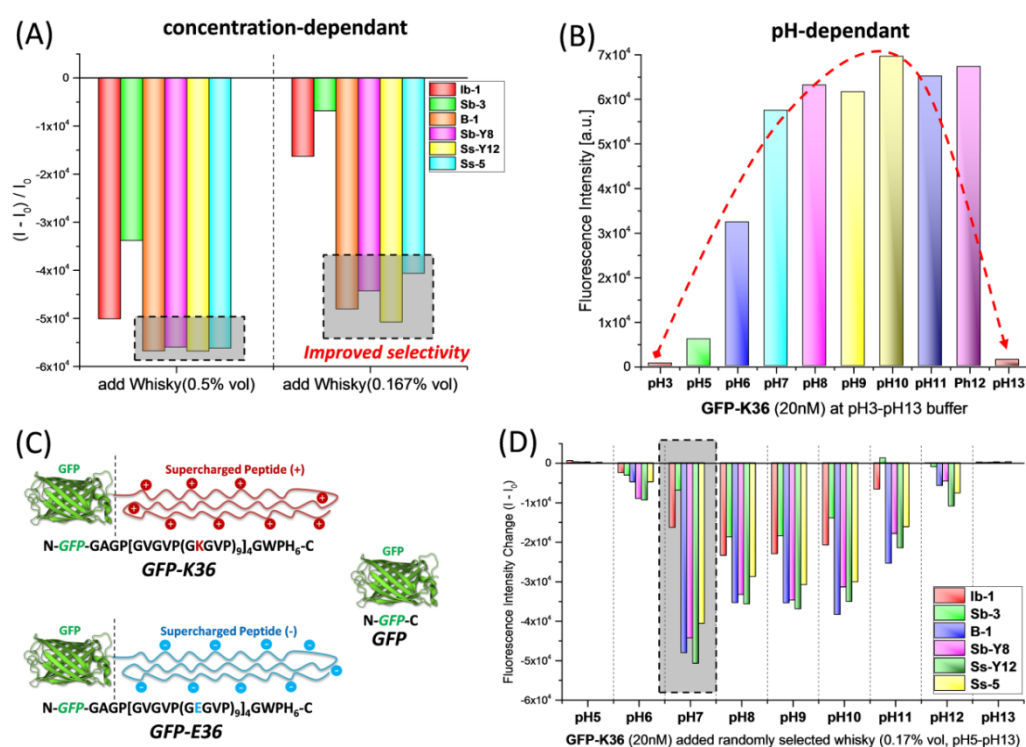 (A)
concentration-dependant
0
-1x10⁴
-2x10⁴
-3x10⁴
-4x10⁴
-5x10⁴
-6x10⁴
(I - I₀) / I₀
Ib-1
Sb-3
B-1
Sb-Y8
Ss-Y12
Ss-5
Improved selectivity
add Whisky(0.5% vol)
add Whisky(0.167% vol)
(B)
pH-dependant
7x10⁴
6x10⁴
5x10⁴
4x10⁴
3x10⁴
2x10⁴
1x10⁴
0
Fluorescence Intensity [a.u.]
pH3 pH5 pH6 pH7 pH8 pH9 pH10 pH11 Ph12 pH13
GFP-K36 (20nM) at pH3-pH13 buffer
(C)
GFP
Supercharged Peptide (+)
+ + + + + + + +
N-GFP-GAGP[GVGVP(GKGVP)₉]₄GWPH₆-C
GFP-K36
N-GFP-C
GFP
GFP
Supercharged Peptide (-)
N-GFP-GAGP[GVGVP(GEGVP)₉]₄GWPH₆-C
GFP-E36
(D)
0
-1x10⁴
-2x10⁴
-3x10⁴
-4x10⁴
-5x10⁴
-6x10⁴
Fluorescence Intensity Change (I - I₀)
Ib-1
Sb-3
B-1
Sb-Y8
Ss-Y12
Ss-5
pH5 pH6 pH7 pH8 pH9 pH10 pH11 pH12 pH13
GFP-K36 (20nM) added randomly selected whisky (0.17% vol, pH5-pH13)